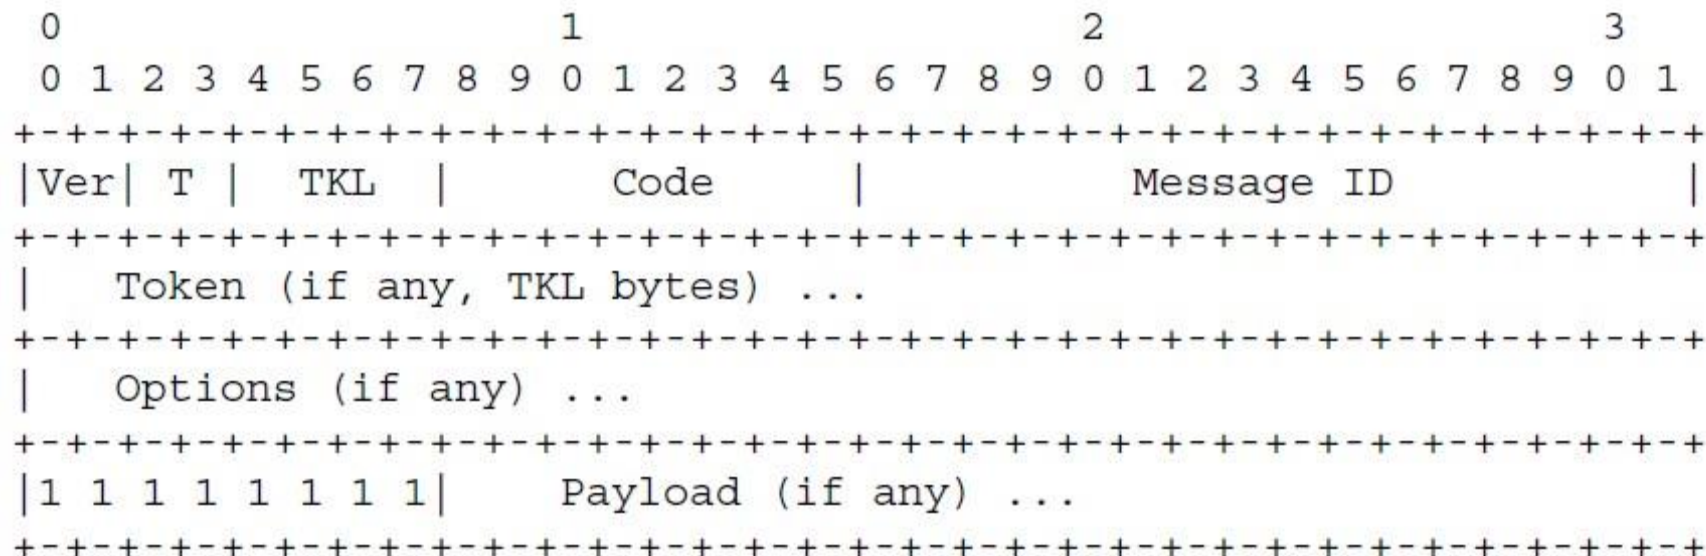 0                   1                   2                   3
 0 1 2 3 4 5 6 7 8 9 0 1 2 3 4 5 6 7 8 9 0 1 2 3 4 5 6 7 8 9 0 1
+-+-+-+-+-+-+-+-+-+-+-+-+-+-+-+-+-+-+-+-+-+-+-+-+-+-+-+-+-+-+-+-+
|Ver| T |  TKL  |      Code     |          Message ID           |
+-+-+-+-+-+-+-+-+-+-+-+-+-+-+-+-+-+-+-+-+-+-+-+-+-+-+-+-+-+-+-+-+
|   Token (if any, TKL bytes) ...
+-+-+-+-+-+-+-+-+-+-+-+-+-+-+-+-+-+-+-+-+-+-+-+-+-+-+-+-+-+-+-+-+
|   Options (if any) ...
+-+-+-+-+-+-+-+-+-+-+-+-+-+-+-+-+-+-+-+-+-+-+-+-+-+-+-+-+-+-+-+-+
|1 1 1 1 1 1 1 1|    Payload (if any) ...
+-+-+-+-+-+-+-+-+-+-+-+-+-+-+-+-+-+-+-+-+-+-+-+-+-+-+-+-+-+-+-+-+